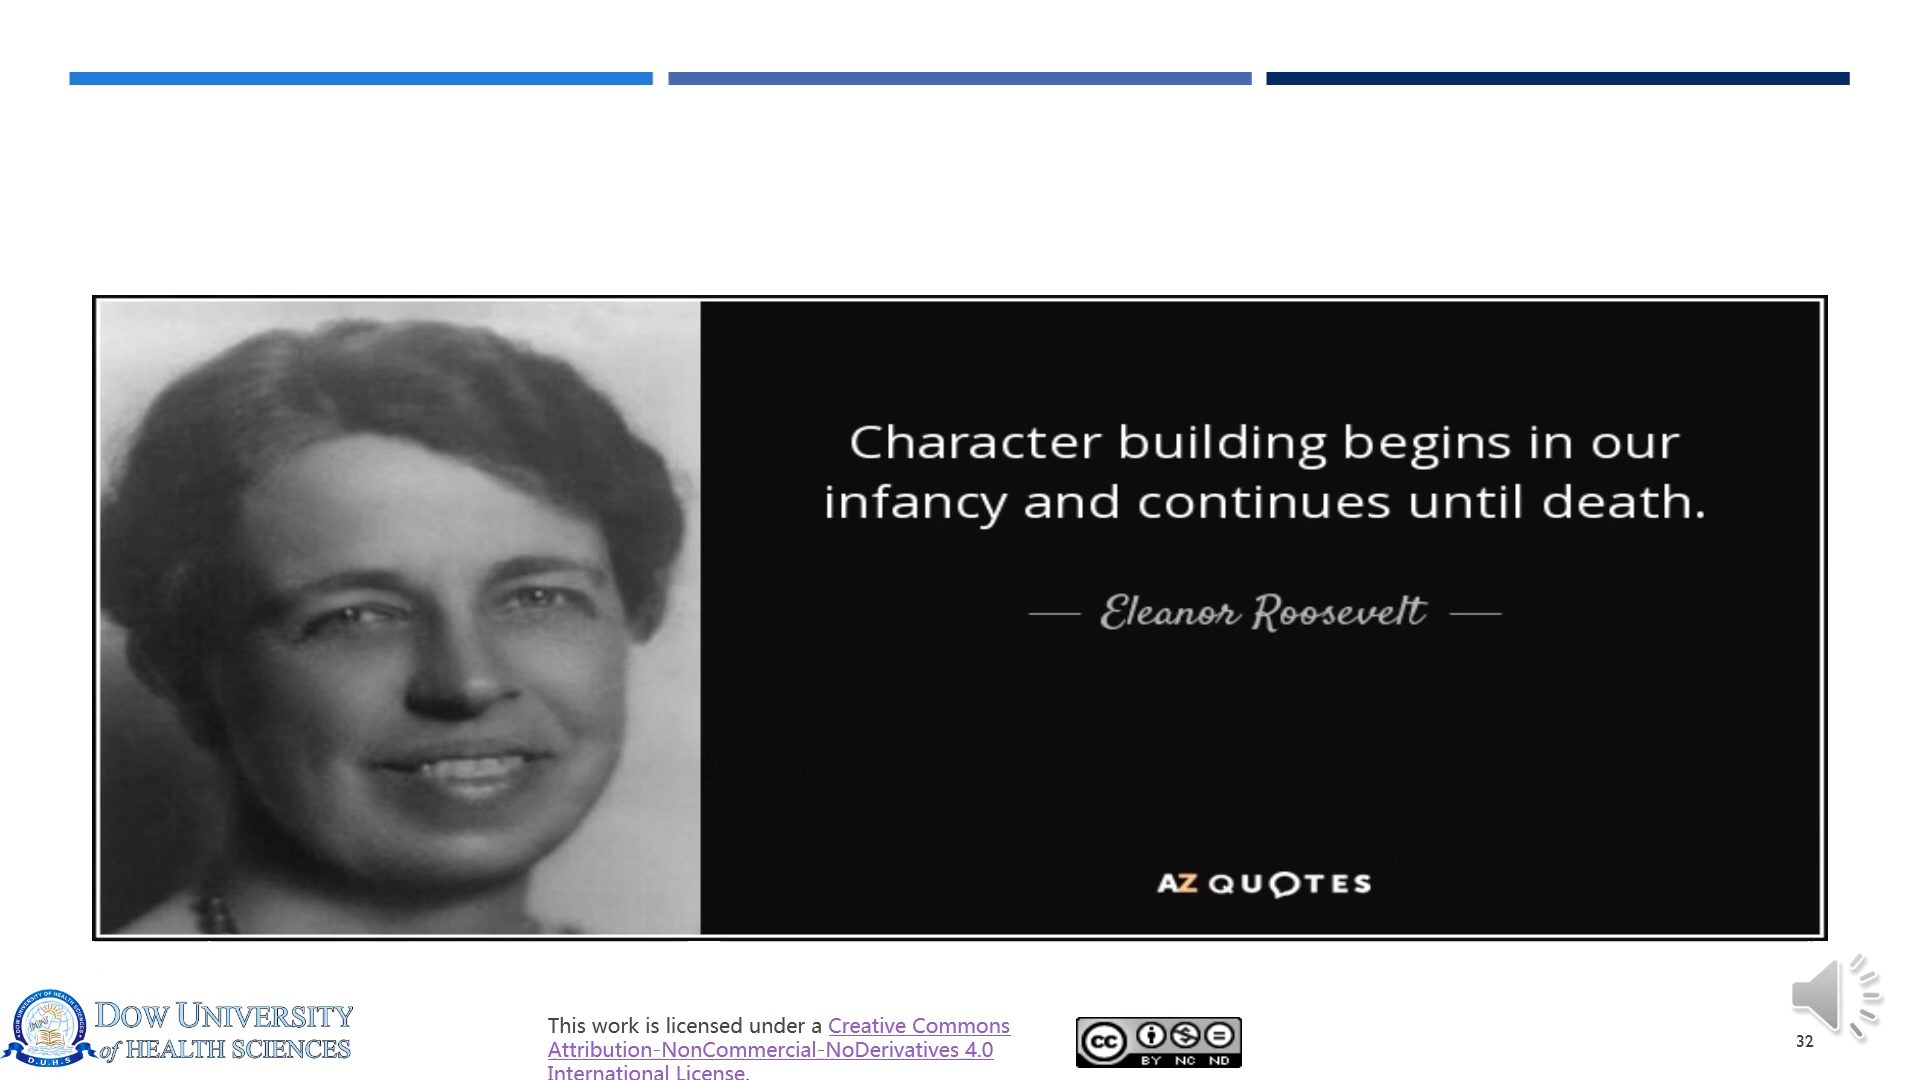 Character building begins in our
infancy and continues until death.
Eleanor Roosevelt
AZ QUOTES
DOW UNIVERSITY
of HEALTH SCIENCES
D.U.H.S
This work is licensed under a Creative Commons
Attribution-NonCommercial-NoDerivatives 4.0
International License.
cc
BY NC ND
32